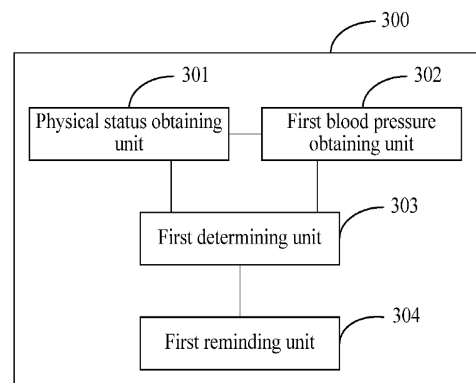 300
301
302
Physical status obtaining
unit
First blood pressure
obtaining unit
303
First determining unit
304
First reminding unit